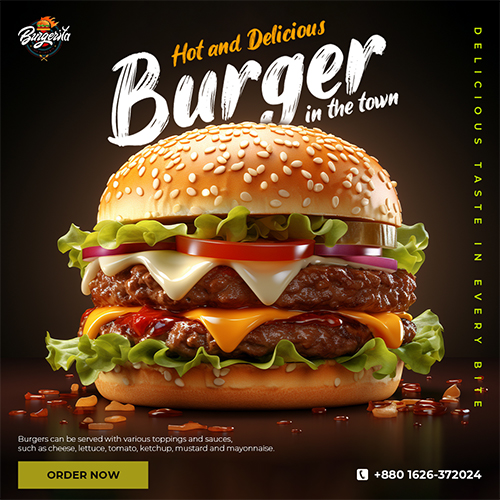 Burgerita
Hot and Delicious
Burger
in the town
DELICIOUS TASTE IN EVERY BITE
Burgers can be served with various toppings and sauces,
such as cheese, lettuce, tomato, ketchup, mustard and mayonnaise.
ORDER NOW
+880 1626-372024